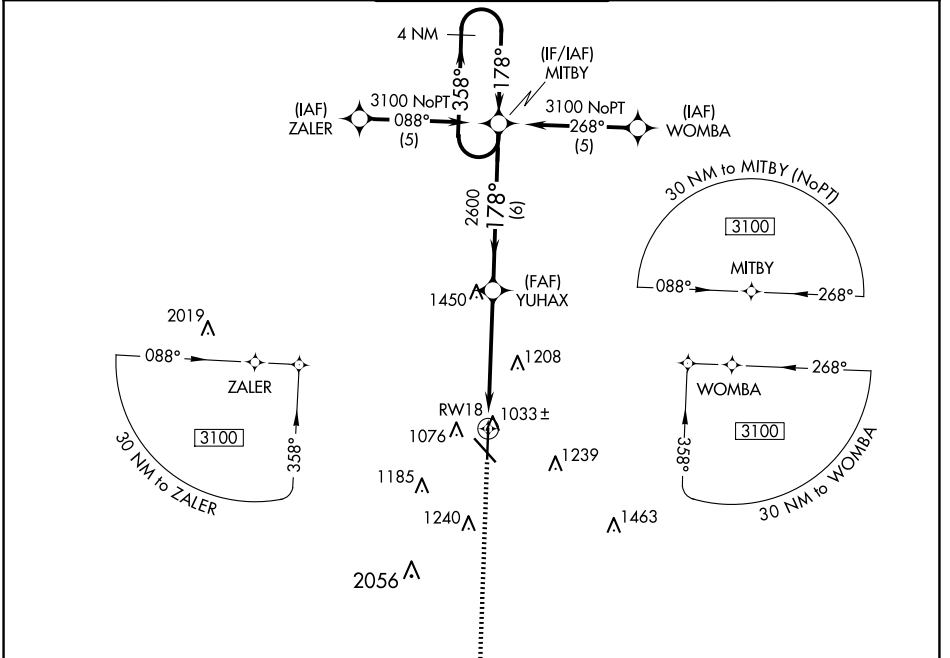 4 NM
358°
178°
(IF/IAF)
MITBY
(IAF)
ZALER
3100 NoPT
088°
(5)
3100 NoPT
268°
(5)
(IAF)
WOMBA
2600
178°
(6)
30 NM to MITBY (NoPT)
3100
MITBY
088°
268°
1450
(FAF)
YUHAX
2019
088°
ZALER
3100
358°
30 NM to ZALER
1208
RW18
1033±
1076
1239
1185
1240
1463
2056
268°
WOMBA
3100
358°
30 NM to WOMBA